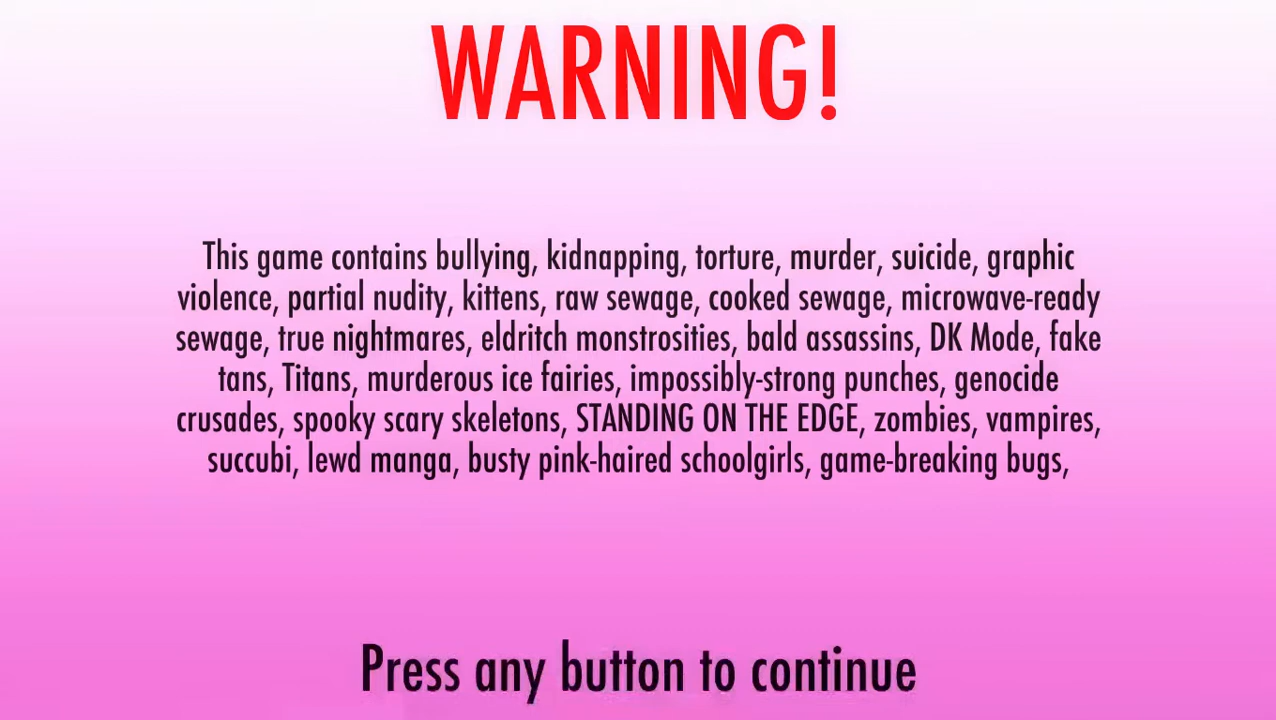 WARNING!
This game contains bullying, kidnapping, torture, murder, suicide, graphic
violence, partial nudity, kittens, raw sewage, cooked sewage, microwave-ready
sewage, true nightmares, eldritch monstrosities, bald assassins, DK Mode, fake
tans, Titans, murderous ice fairies, impossibly-strong punches, genocide
crusades, spooky scary skeletons, STANDING ON THE EDGE, zombies, vampires,
succubi, lewd manga, busty pink-haired schoolgirls, game-breaking bugs,
Press any button to continue